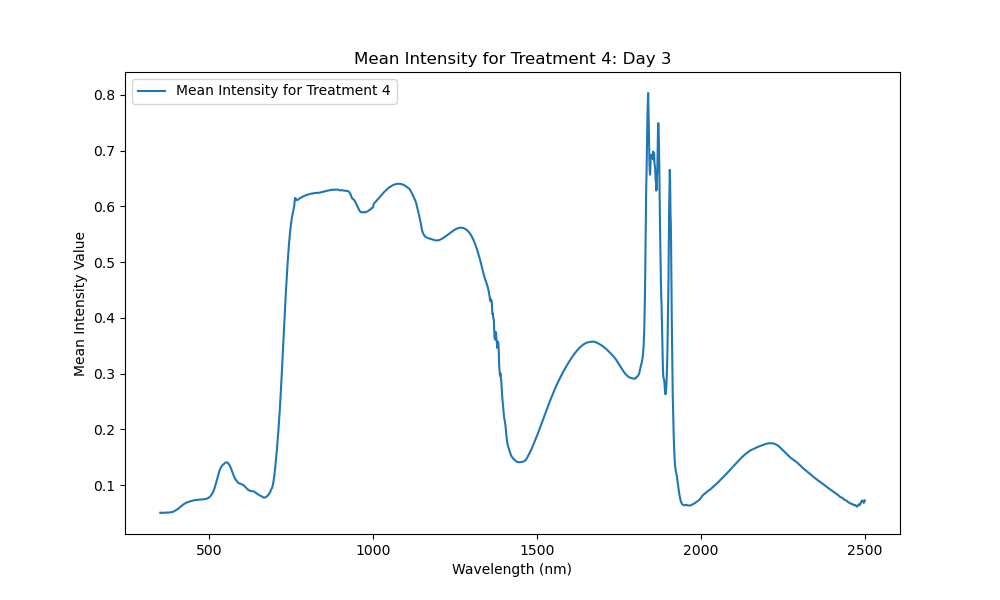 Mean Intensity for Treatment 4: Day 3
Mean Intensity for Treatment 4
Mean Intensity Value
0.8
0.7
0.6
0.5
0.4
0.3
0.2
0.1
500 1000 1500 2000 2500
Wavelength (nm)